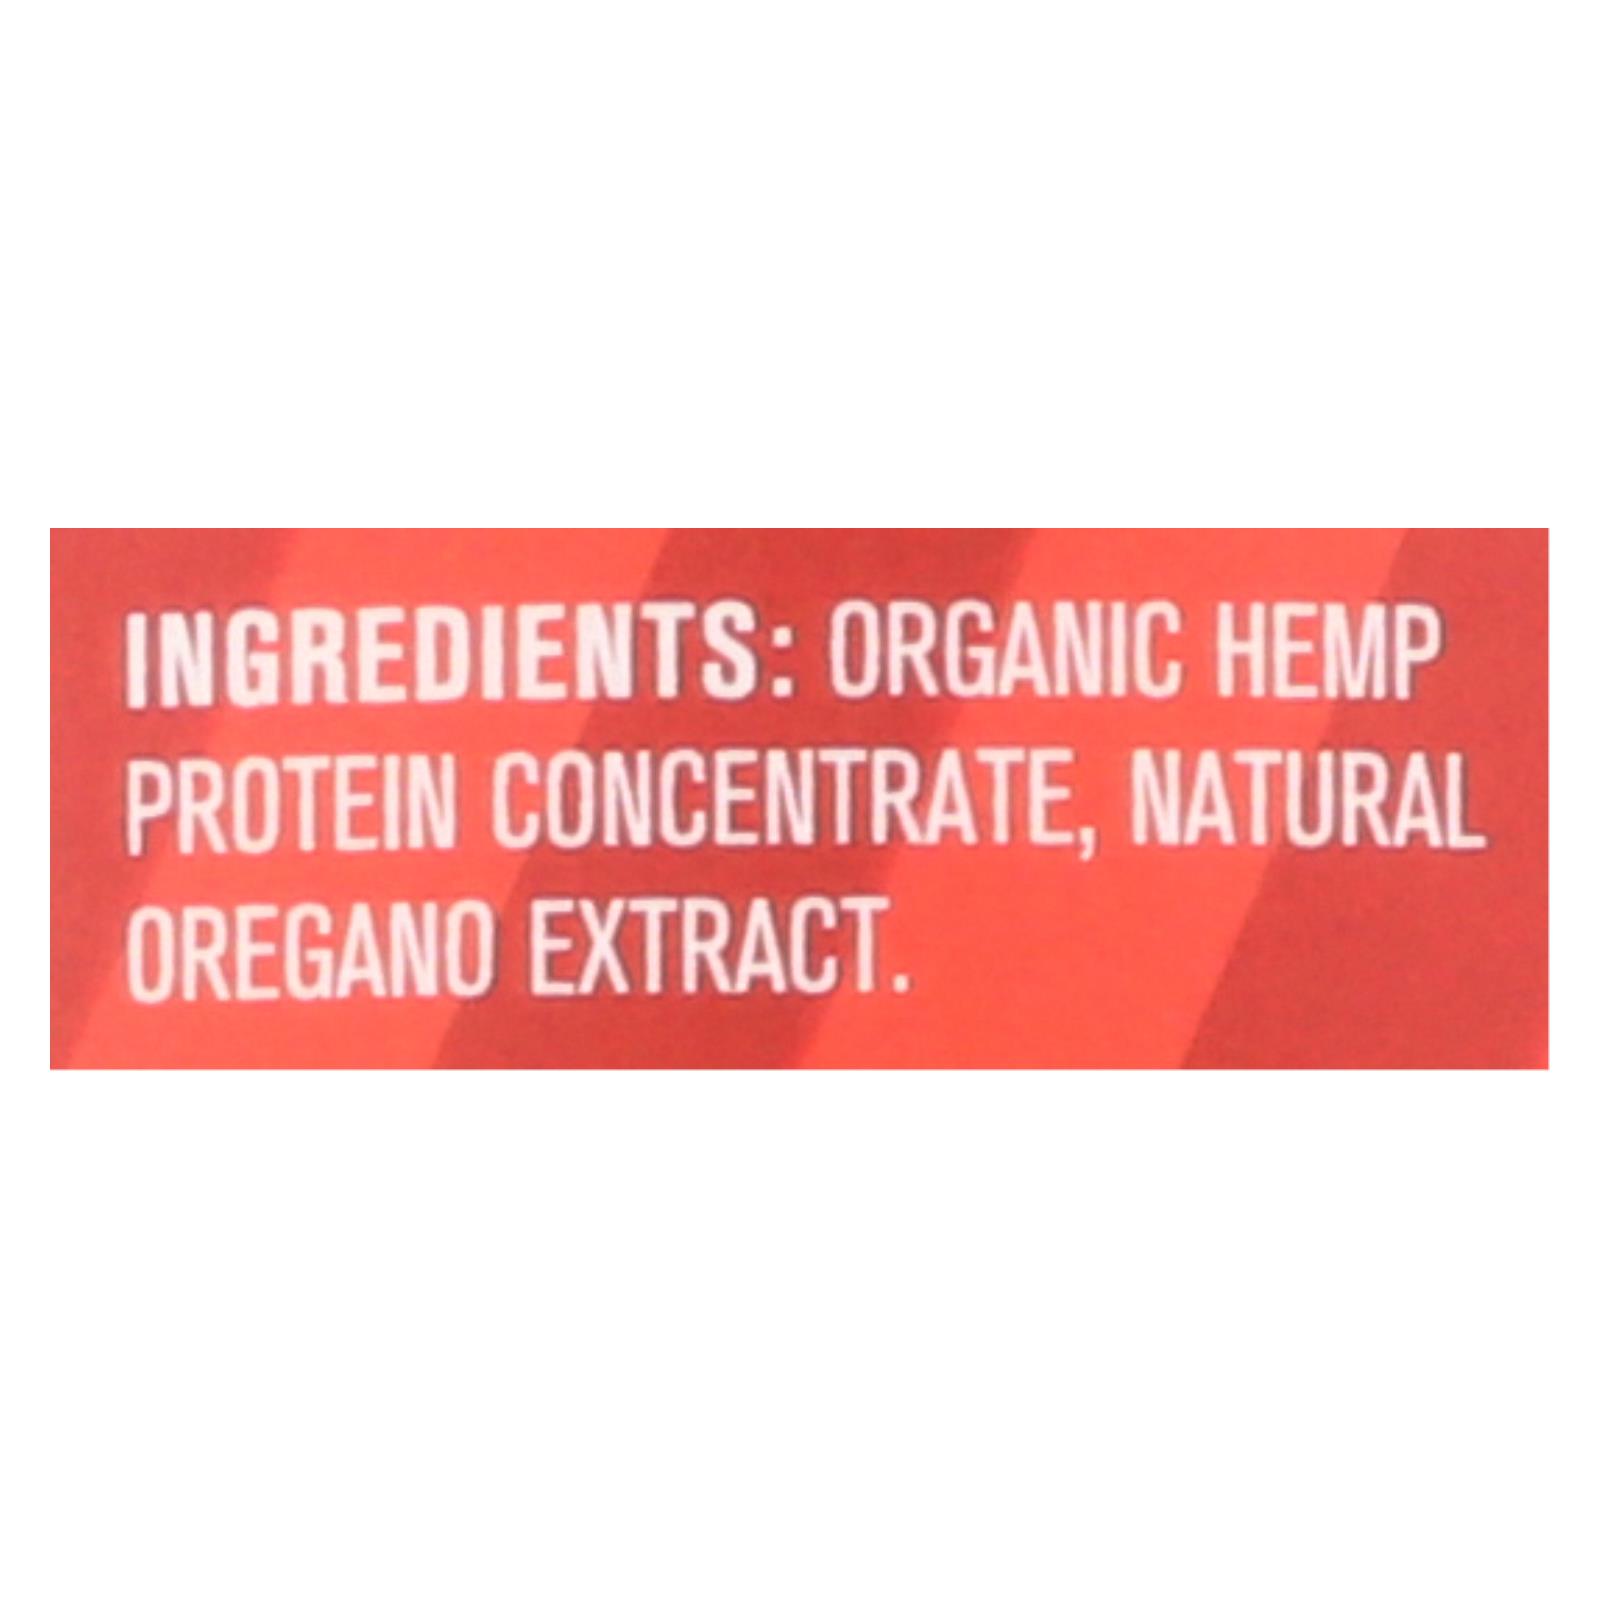 INGREDIENTS: ORGANIC HEMP
PROTEIN CONCENTRATE, NATURAL
OREGANO EXTRACT.